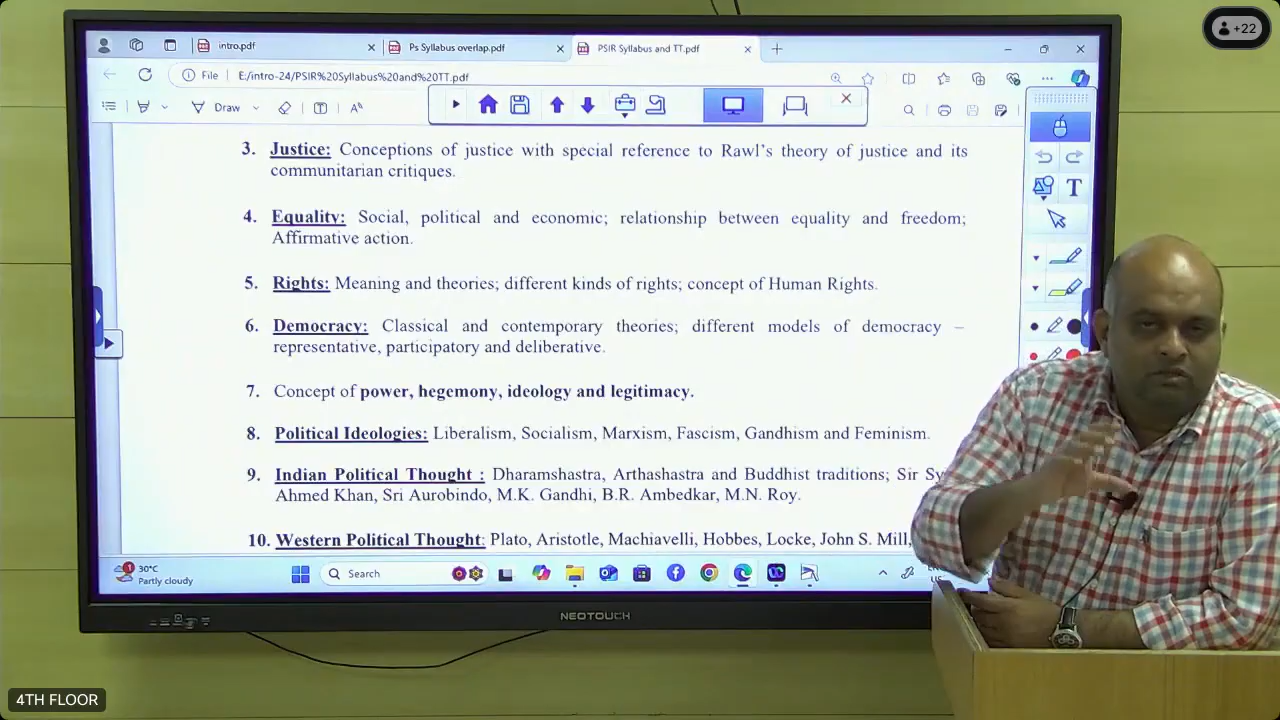 +22
intro.pdf
Ps Syllabus overlap.pdf
PSIR Syllabus and TT.pdf
File E:/intro-24/PSIR%20Syllabus%20and%20TT.pdf
Draw
T
3. Justice: Conceptions of justice with special reference to Rawl's theory of justice and its
communitarian critiques.
4. Equality: Social, political and economic; relationship between equality and freedom;
Affirmative action.
5. Rights: Meaning and theories; different kinds of rights; concept of Human Rights.
6. Democracy: Classical and contemporary theories; different models of democracy –
representative, participatory and deliberative.
7. Concept of power, hegemony, ideology and legitimacy.
8. Political Ideologies: Liberalism, Socialism, Marxism, Fascism, Gandhism and Feminism.
9. Indian Political Thought : Dharamshastra, Arthashastra and Buddhist traditions; Sir
Ahmed Khan, Sri Aurobindo, M.K. Gandhi, B.R. Ambedkar, M.N. Roy.
10. Western Political Thought: Plato, Aristotle, Machiavelli, Hobbes, Locke, John S. Mill,
1
30°C
Partly cloudy
Search
NEOTOUCH
4TH FLOOR